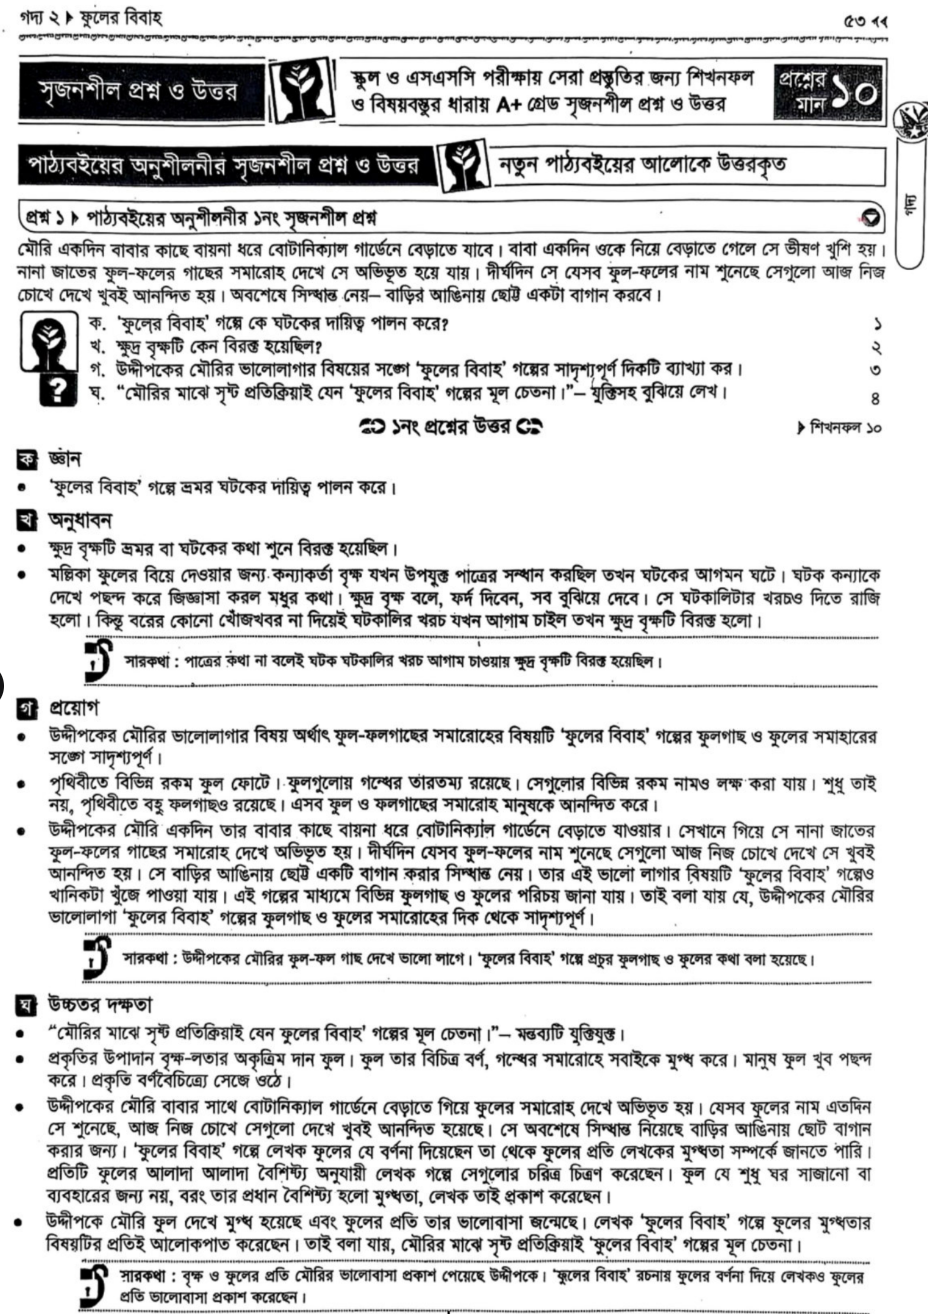 গদ্য ২ ▶ ফুলের বিবাহ
৫৩ ◀◀
সৃজনশীল প্রশ্ন ও উত্তর
স্কুল ও এসএসসি পরীক্ষায় সেরা প্রস্তুতির জন্য শিখনফল
ও বিষয়বস্তুর ধারায় A+ গ্রেড সৃজনশীল প্রশ্ন ও উত্তর
প্রশ্নের
মান ১০
পাঠ্যবইয়ের অনুশীলনীর সৃজনশীল প্রশ্ন ও উত্তর
নতুন পাঠ্যবইয়ের আলোকে উত্তরকৃত
গদ্য
প্রশ্ন ১ ▶ পাঠ্যবইয়ের অনুশীলনীর ১নং সৃজনশীল প্রশ্ন
মৌরি একদিন বাবার কাছে বায়না ধরে বোটানিক্যাল গার্ডেনে বেড়াতে যাবে। বাবা একদিন ওকে নিয়ে বেড়াতে গেলে সে ভীষণ খুশি হয়।
নানা জাতের ফুল-ফলের গাছের সমারোহ দেখে সে অভিভূত হয়ে যায়। দীর্ঘদিন সে যেসব ফুল-ফলের নাম শুনেছে সেগুলো আজ নিজ
চোখে দেখে খুবই আনন্দিত হয়। অবশেষে সিদ্ধান্ত নেয়– বাড়ির আঙিনায় ছোট্ট একটা বাগান করবে।
ক. ‘ফুলের বিবাহ’ গল্পে কে ঘটকের দায়িত্ব পালন করে? ১
খ. ক্ষুদ্র বৃক্ষটি কেন বিরক্ত হয়েছিল? ২
গ. উদ্দীপকের মৌরির ভালোলাগার বিষয়ের সঙ্গে ‘ফুলের বিবাহ’ গল্পের সাদৃশ্যপূর্ণ দিকটি ব্যাখ্যা কর। ৩
ঘ. “মৌরির মাঝে সৃষ্ট প্রতিক্রিয়াই যেন ‘ফুলের বিবাহ’ গল্পের মূল চেতনা।”– যুক্তিসহ বুঝিয়ে লেখ। ৪
১নং প্রশ্নের উত্তর
▶ শিখনফল ১০
ক জ্ঞান
● ‘ফুলের বিবাহ’ গল্পে ভ্রমর ঘটকের দায়িত্ব পালন করে।
খ অনুধাবন
● ক্ষুদ্র বৃক্ষটি ভ্রমর বা ঘটকের কথা শুনে বিরক্ত হয়েছিল।
● মল্লিকা ফুলের বিয়ে দেওয়ার জন্য কন্যাকর্তা বৃক্ষ যখন উপযুক্ত পাত্রের সন্ধান করছিল তখন ঘটকের আগমন ঘটে। ঘটক কন্যাকে
দেখে পছন্দ করে জিজ্ঞাসা করল মধুর কথা। ক্ষুদ্র বৃক্ষ বলে, ফর্দ দিবেন, সব বুঝিয়ে দেবে। সে ঘটকালিটার খরচও দিতে রাজি
হলো। কিন্তু বরের কোনো খোঁজখবর না দিয়েই ঘটকালির খরচ যখন আগাম চাইল তখন ক্ষুদ্র বৃক্ষটি বিরক্ত হলো।
সারকথা : পাত্রের কথা না বলেই ঘটক ঘটকালির খরচ আগাম চাওয়ায় ক্ষুদ্র বৃক্ষটি বিরক্ত হয়েছিল।
গ প্রয়োগ
● উদ্দীপকের মৌরির ভালোলাগার বিষয় অর্থাৎ ফুল-ফলগাছের সমারোহের বিষয়টি ‘ফুলের বিবাহ’ গল্পের ফুলগাছ ও ফুলের সমাহারের
সঙ্গে সাদৃশ্যপূর্ণ।
● পৃথিবীতে বিভিন্ন রকম ফুল ফোটে। ফুলগুলোয় গন্ধের তারতম্য রয়েছে। সেগুলোর বিভিন্ন রকম নামও লক্ষ করা যায়। শুধু তাই
নয়, পৃথিবীতে বহু ফলগাছও রয়েছে। এসব ফুল ও ফলগাছের সমারোহ মানুষকে আনন্দিত করে।
● উদ্দীপকের মৌরি একদিন তার বাবার কাছে বায়না ধরে বোটানিক্যাল গার্ডেনে বেড়াতে যাওয়ার। সেখানে গিয়ে সে নানা জাতের
ফুল-ফলের গাছের সমারোহ দেখে অভিভূত হয়। দীর্ঘদিন যেসব ফুল-ফলের নাম শুনেছে সেগুলো আজ নিজ চোখে দেখে সে খুবই
আনন্দিত হয়। সে বাড়ির আঙিনায় ছোট্ট একটি বাগান করার সিদ্ধান্ত নেয়। তার এই ভালো লাগার বিষয়টি ‘ফুলের বিবাহ’ গল্পেও
খানিকটা খুঁজে পাওয়া যায়। এই গল্পের মাধ্যমে বিভিন্ন ফুলগাছ ও ফুলের পরিচয় জানা যায়। তাই বলা যায় যে, উদ্দীপকের মৌরির
ভালোলাগা ‘ফুলের বিবাহ’ গল্পের ফুলগাছ ও ফুলের সমারোহের দিক থেকে সাদৃশ্যপূর্ণ।
সারকথা : উদ্দীপকের মৌরির ফুল-ফল গাছ দেখে ভালো লাগে। ‘ফুলের বিবাহ’ গল্পে প্রচুর ফুলগাছ ও ফুলের কথা বলা হয়েছে।
ঘ উচ্চতর দক্ষতা
● “মৌরির মাঝে সৃষ্ট প্রতিক্রিয়াই যেন ফুলের বিবাহ’ গল্পের মূল চেতনা।”– মন্তব্যটি যুক্তিযুক্ত।
● প্রকৃতির উপাদান বৃক্ষ-লতার অকৃত্রিম দান ফুল। ফুল তার বিচিত্র বর্ণ, গন্ধের সমারোহে সবাইকে মুগ্ধ করে। মানুষ ফুল খুব পছন্দ
করে। প্রকৃতি বর্ণবৈচিত্র্যে সেজে ওঠে।
● উদ্দীপকের মৌরি বাবার সাথে বোটানিক্যাল গার্ডেনে বেড়াতে গিয়ে ফুলের সমারোহ দেখে অভিভূত হয়। যেসব ফুলের নাম এতদিন
সে শুনেছে, আজ নিজ চোখে সেগুলো দেখে খুবই আনন্দিত হয়েছে। সে অবশেষে সিদ্ধান্ত নিয়েছে বাড়ির আঙিনায় ছোট বাগান
করার জন্য। ‘ফুলের বিবাহ’ গল্পে লেখক ফুলের যে বর্ণনা দিয়েছেন তা থেকে ফুলের প্রতি লেখকের মুগ্ধতা সম্পর্কে জানতে পারি।
প্রতিটি ফুলের আলাদা আলাদা বৈশিষ্ট্য অনুযায়ী লেখক গল্পে সেগুলোর চরিত্র চিত্রণ করেছেন। ফুল যে শুধু ঘর সাজানো বা
ব্যবহারের জন্য নয়, বরং তার প্রধান বৈশিষ্ট্য হলো মুগ্ধতা, লেখক তাই প্রকাশ করেছেন।
● উদ্দীপকে মৌরি ফুল দেখে মুগ্ধ হয়েছে এবং ফুলের প্রতি তার ভালোবাসা জন্মেছে। লেখক ‘ফুলের বিবাহ’ গল্পে ফুলের মুগ্ধতার
বিষয়টির প্রতিই আলোকপাত করেছেন। তাই বলা যায়, মৌরির মাঝে সৃষ্ট প্রতিক্রিয়াই ‘ফুলের বিবাহ’ গল্পের মূল চেতনা।
সারকথা : বৃক্ষ ও ফুলের প্রতি মৌরির ভালোবাসা প্রকাশ পেয়েছে উদ্দীপকে। ‘ফুলের বিবাহ’ রচনার ফুলের বর্ণনা দিয়ে লেখকও ফুলের
প্রতি ভালোবাসা প্রকাশ করেছেন।